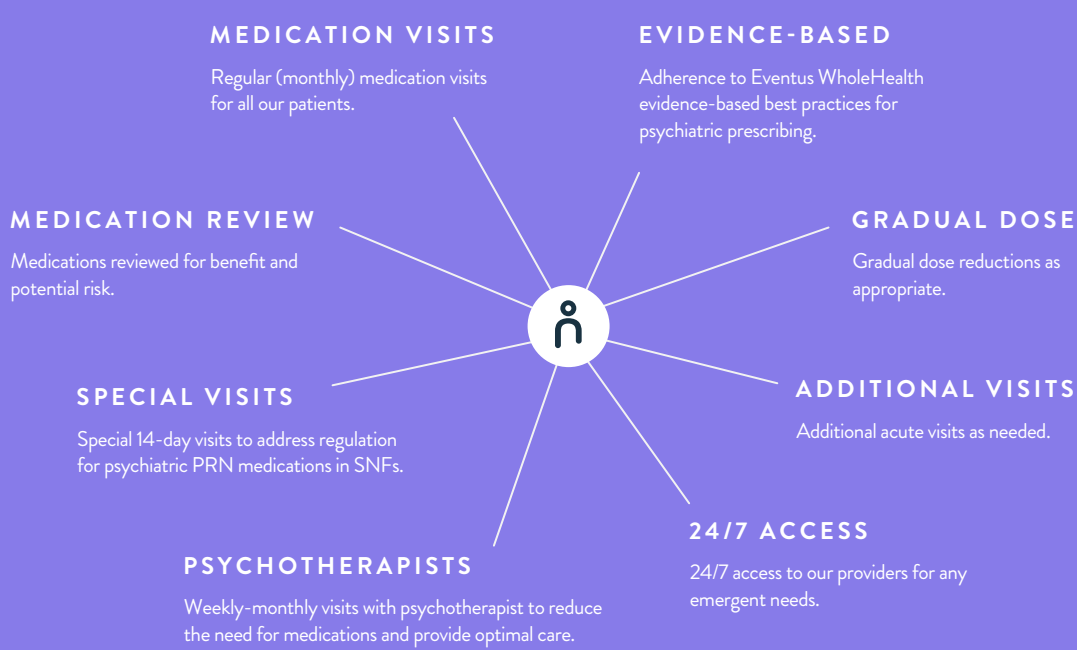 MEDICATION VISITS
Regular (monthly) medication visits
for all our patients.
EVIDENCE-BASED
Adherence to Eventus WholeHealth
evidence-based best practices for
psychiatric prescribing.
MEDICATION REVIEW
Medications reviewed for benefit and
potential risk.
GRADUAL DOSE
Gradual dose reductions as
appropriate.
SPECIAL VISITS
Special 14-day visits to address regulation
for psychiatric PRN medications in SNFs.
ADDITIONAL VISITS
Additional acute visits as needed.
PSYCHOTHERAPISTS
Weekly-monthly visits with psychotherapist to reduce
the need for medications and provide optimal care.
24/7 ACCESS
24/7 access to our providers for any
emergent needs.